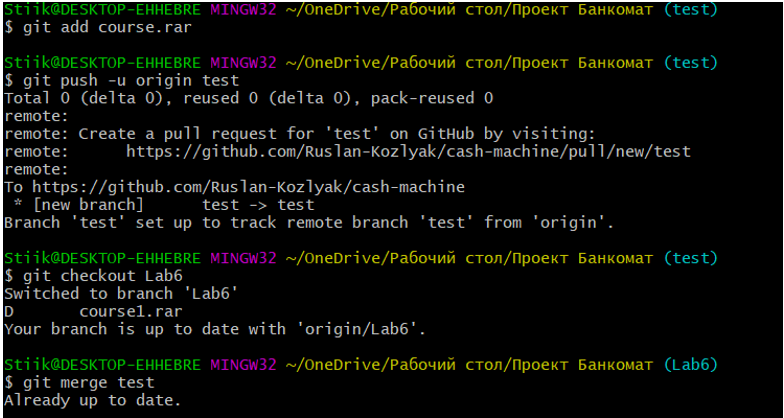 Stiik@DESKTOP-EHHEBRE MINGW32 ~/OneDrive/Рабочий стол/Проект Банкомат (test)
$ git add course.rar
Stiik@DESKTOP-EHHEBRE MINGW32 ~/OneDrive/Рабочий стол/Проект Банкомат (test)
$ git push -u origin test
Total 0 (delta 0), reused 0 (delta 0), pack-reused 0
remote:
remote: Create a pull request for 'test' on GitHub by visiting:
remote:      https://github.com/Ruslan-Kozlyak/cash-machine/pull/new/test
remote:
To https://github.com/Ruslan-Kozlyak/cash-machine
 * [new branch]      test -> test
Branch 'test' set up to track remote branch 'test' from 'origin'.
Stiik@DESKTOP-EHHEBRE MINGW32 ~/OneDrive/Рабочий стол/Проект Банкомат (test)
$ git checkout Lab6
Switched to branch 'Lab6'
D       course1.rar
Your branch is up to date with 'origin/Lab6'.
Stiik@DESKTOP-EHHEBRE MINGW32 ~/OneDrive/Рабочий стол/Проект Банкомат (Lab6)
$ git merge test
Already up to date.